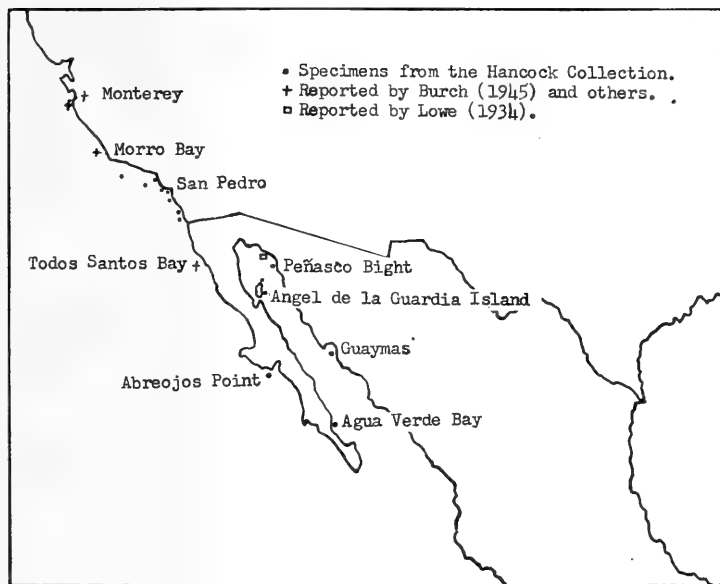 • Specimens from the Hancock Collection.
+ Reported by Burch (1945) and others.
□ Reported by Lowe (1934).
Monterey
Morro Bay
San Pedro
Todos Santos Bay
Peñasco Bight
Angel de la Guardia Island
Guaymas
Abreojos Point
Agua Verde Bay